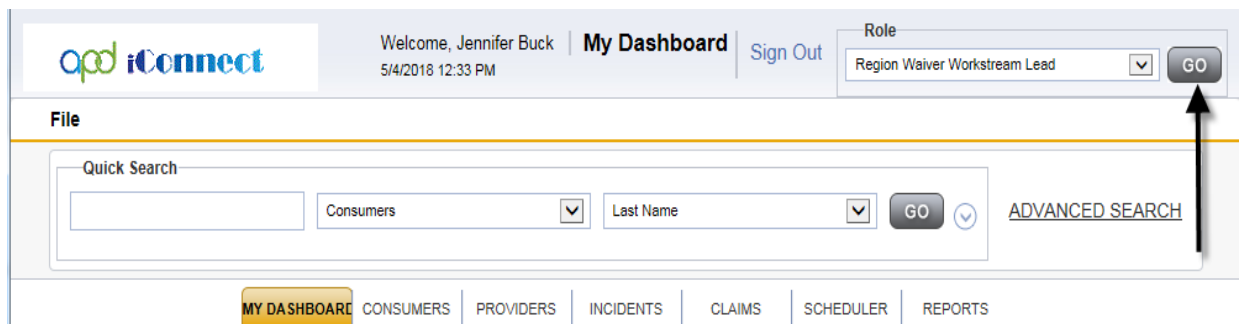 apd iConnect
Welcome, Jennifer Buck
5/4/2018 12:33 PM
My Dashboard
Sign Out
Role
Region Waiver Workstream Lead
GO
File
Quick Search
Consumers
Last Name
GO
ADVANCED SEARCH
MY DASHBOARD CONSUMERS PROVIDERS INCIDENTS CLAIMS SCHEDULER REPORTS